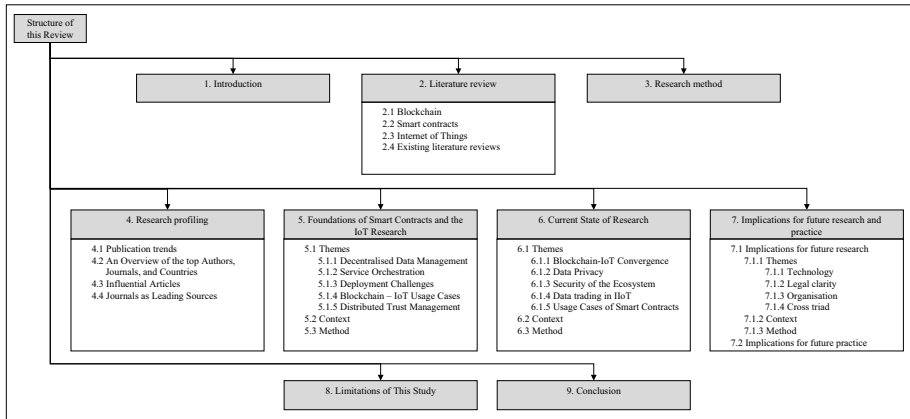 Structure of
this Review
1. Introduction
2. Literature review
2.1 Blockchain
2.2 Smart contracts
2.3 Internet of Things
2.4 Existing literature reviews
3. Research method
4. Research profiling
4.1 Publication trends
4.2 An Overview of the top Authors,
Journals, and Countries
4.3 Influential Articles
4.4 Journals as Leading Sources
5. Foundations of Smart Contracts and the
IoT Research
5.1 Themes
5.1.1 Decentralised Data Management
5.1.2 Service Orchestration
5.1.3 Deployment Challenges
5.1.4 Blockchain – IoT Usage Cases
5.1.5 Distributed Trust Management
5.2 Context
5.3 Method
6. Current State of Research
6.1 Themes
6.1.1 Blockchain-IoT Convergence
6.1.2 Data Privacy
6.1.3 Security of the Ecosystem
6.1.4 Data trading in IIoT
6.1.5 Usage Cases of Smart Contracts
6.2 Context
6.3 Method
7. Implications for future research and
practice
7.1 Implications for future research
7.1.1 Themes
7.1.1 Technology
7.1.2 Legal clarity
7.1.3 Organisation
7.1.4 Cross triad
7.1.2 Context
7.1.3 Method
7.2 Implications for future practice
8. Limitations of This Study
9. Conclusion